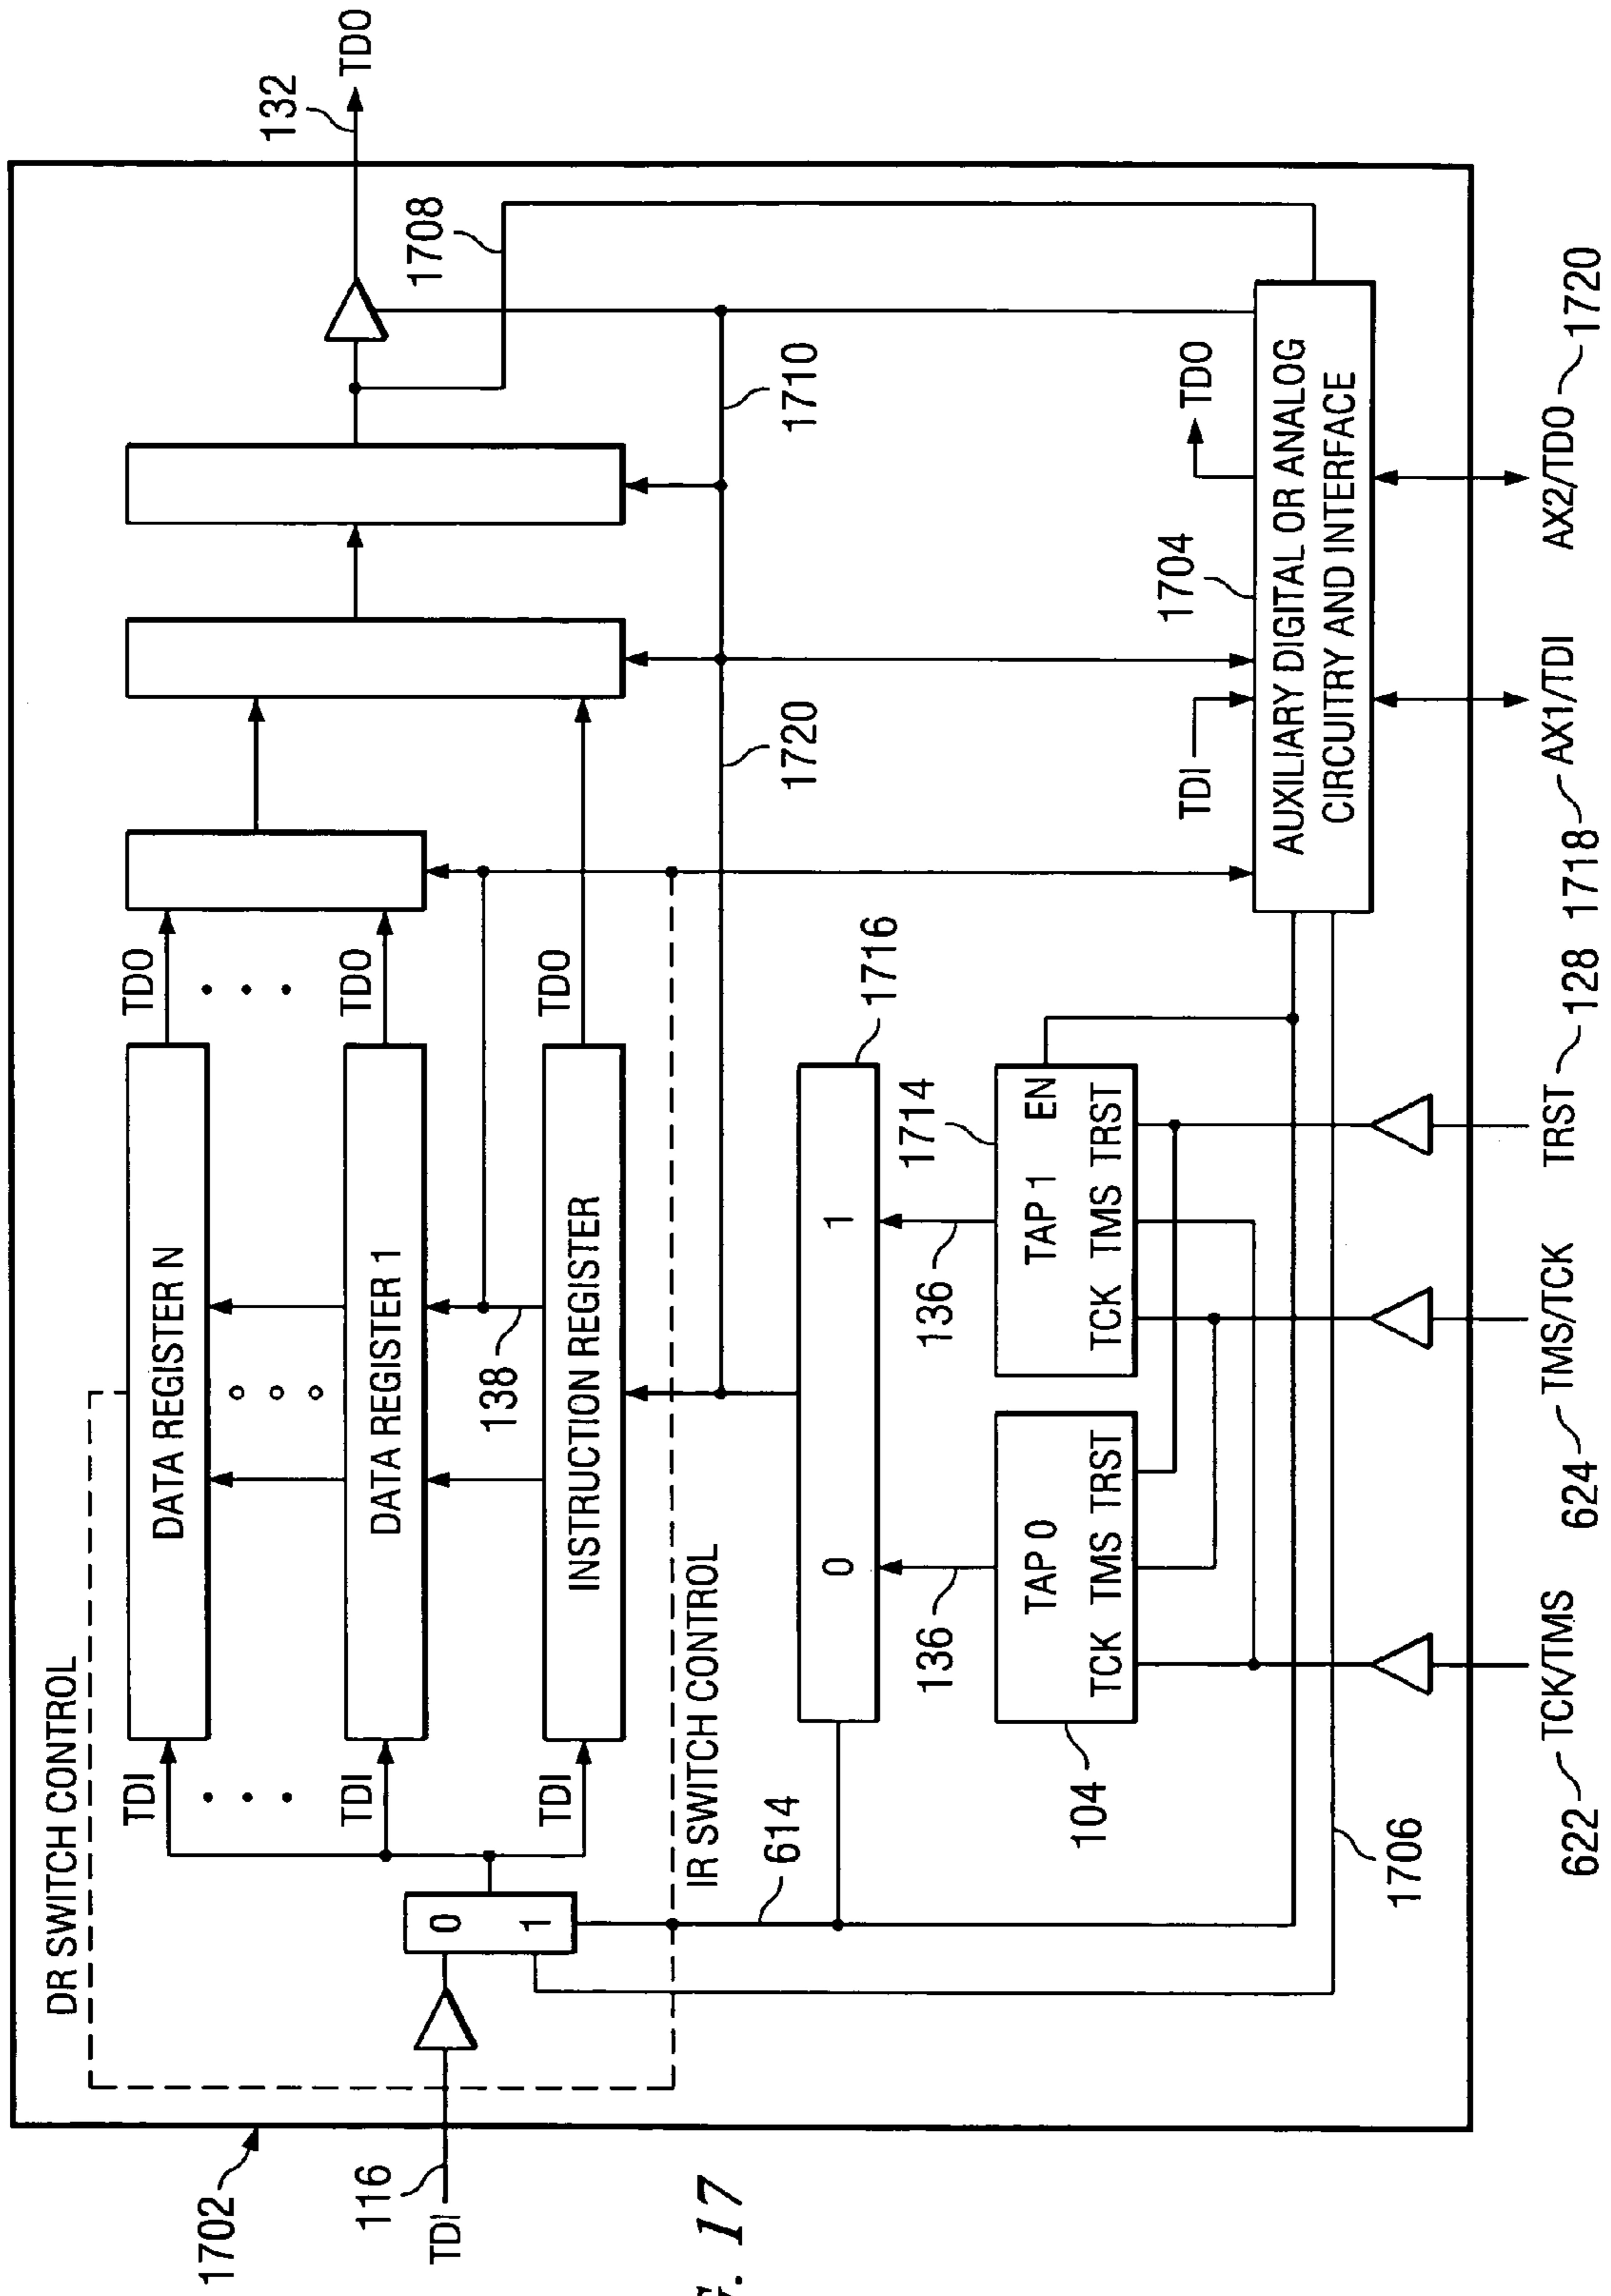 DR SWITCH CONTROL
1702
116
TDI
TDI
TDI
TDI
0
1
DATA REGISTER N
DATA REGISTER 1
138
INSTRUCTION REGISTER
IR SWITCH CONTROL
TDO
TDO
TDO
132
TDO
1708
1710
1720
614
0
1
1716
136
136
TAP 0
TCK TMS TRST
104
TAP 1 EN
TCK TMS TRST
1714
1706
TDI
TDO
1704
AUXILIARY DIGITAL OR ANALOG
CIRCUITRY AND INTERFACE
622 TCK/TMS
624 TMS/TCK
TRST 128
1718 AX1/TDI
AX2/TDO 1720
G. 17